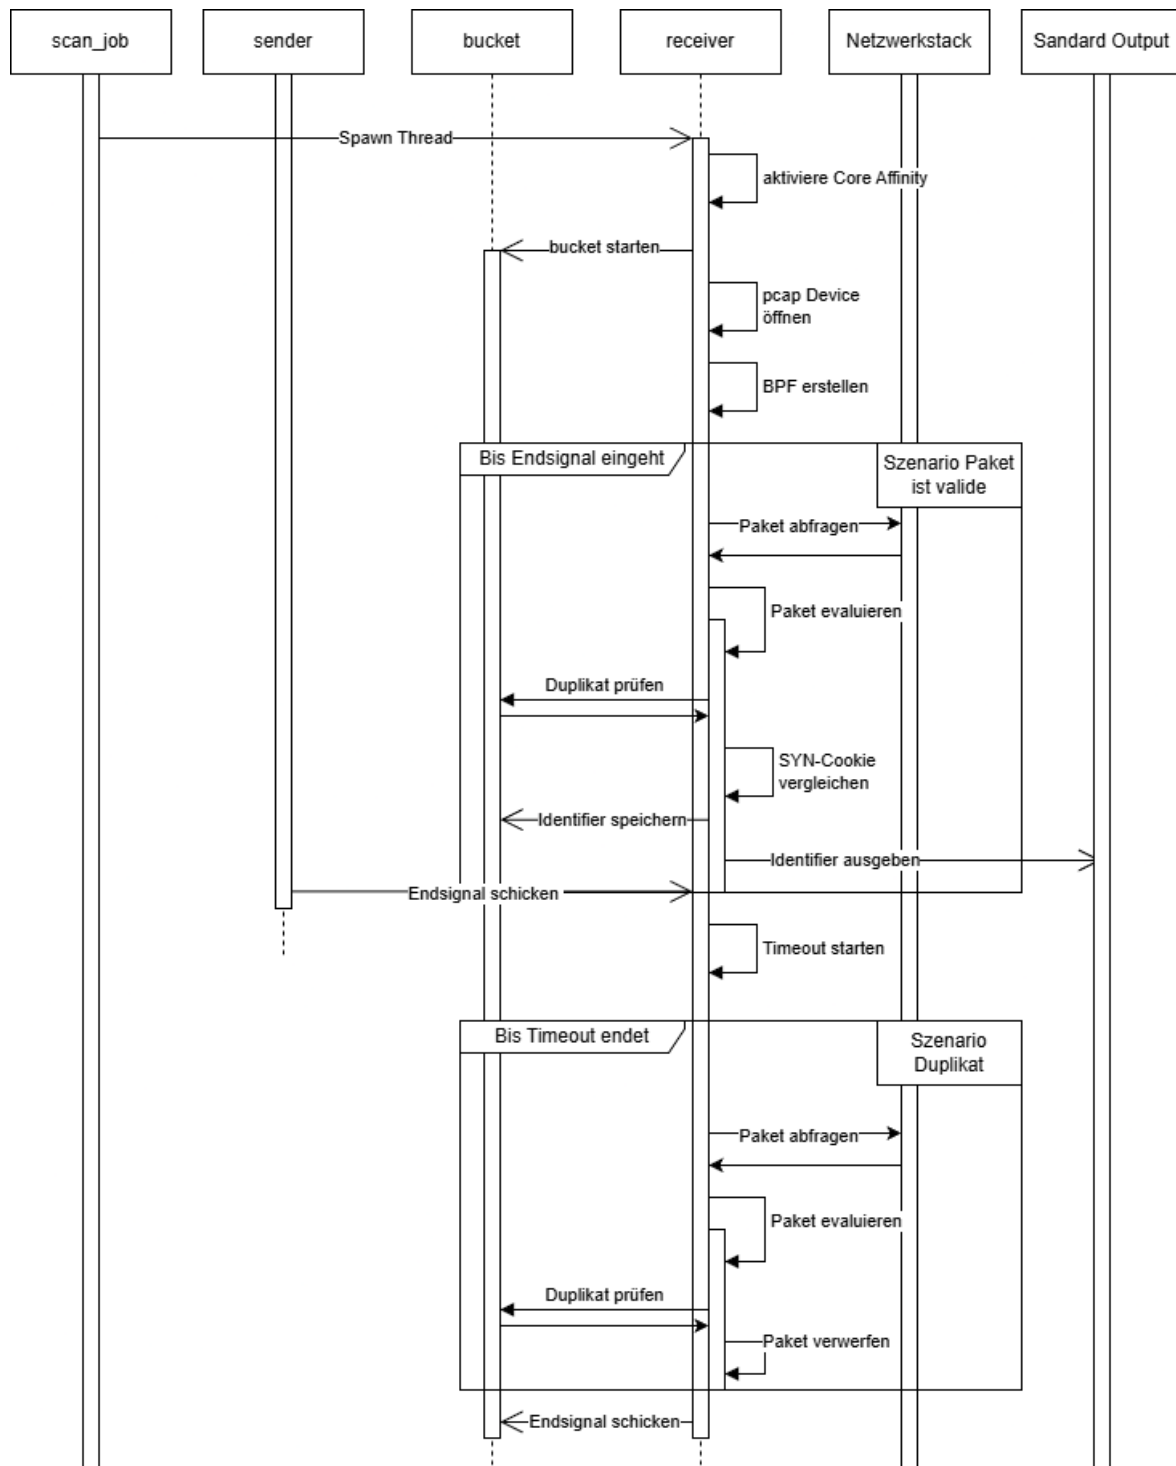 scan_job
sender
bucket
receiver
Netzwerkstack
Sandard Output
Spawn Thread
aktiviere Core Affinity
bucket starten
pcap Device
öffnen
BPF erstellen
Bis Endsignal eingeht
Szenario Paket
ist valide
Paket abfragen
Paket evaluieren
Duplikat prüfen
SYN-Cookie
vergleichen
Identifier speichern
Identifier ausgeben
Endsignal schicken
Timeout starten
Bis Timeout endet
Szenario
Duplikat
Paket abfragen
Paket evaluieren
Duplikat prüfen
Paket verwerfen
Endsignal schicken